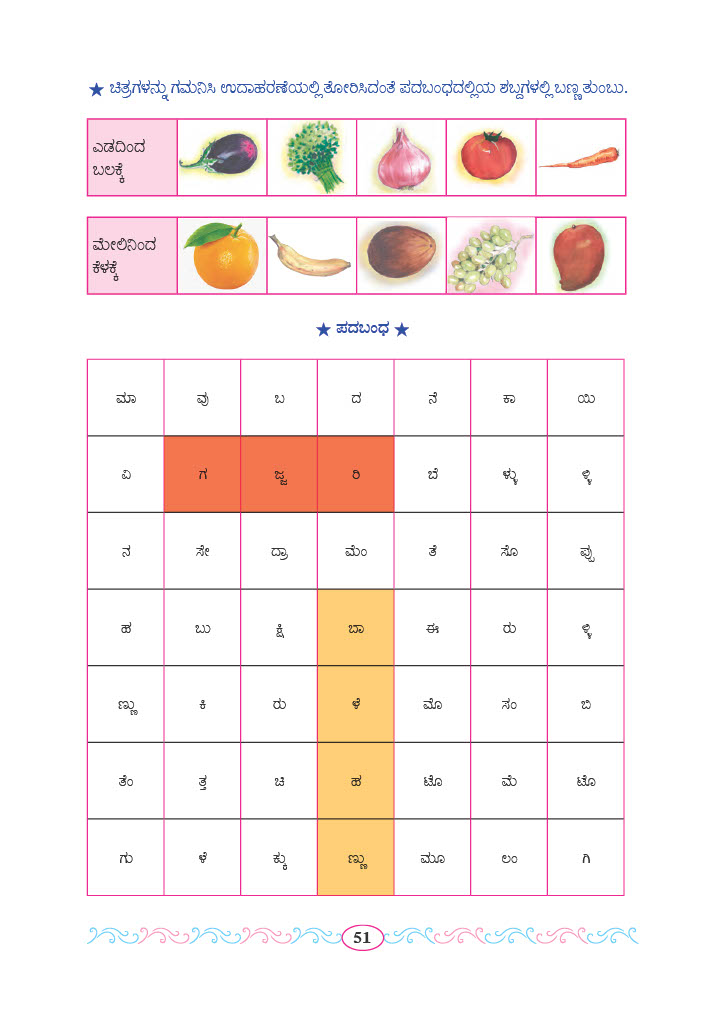 ★ ಚಿತ್ರಗಳನ್ನು ಗಮನಿಸಿ ಉದಾಹರಣೆಯಲ್ಲಿ ತೋರಿಸಿದಂತೆ ಪದಬಂಧದಲ್ಲಿಯ ಶಬ್ದಗಳಲ್ಲಿ ಬಣ್ಣ ತುಂಬು.
ಎಡದಿಂದ
ಬಲಕ್ಕೆ
ಮೇಲಿನಿಂದ
ಕೆಳಕ್ಕೆ
★ ಪದಬಂಧ ★
ಮಾ ವು ಬ ದ ನೆ ಕಾ ಯಿ
ವಿ ಗ ಜ್ಜ ರಿ ಬೆ ಳ್ಳು ಳ್ಳಿ
ನ ಸೇ ದ್ರಾ ಮೆಂ ತೆ ಸೊ ಪ್ಪು
ಹ ಬು ಕ್ಷಿ ಬಾ ಈ ರು ಳ್ಳಿ
ಣ್ಣು ಕಿ ರು ಳೆ ಮೊ ಸಂ ಬಿ
ತೆಂ ತ್ತ ಚಿ ಹ ಟೊ ಮೆ ಟೊ
ಗು ಳೆ ಕ್ಕು ಣ್ಣು ಮೂ ಲಂ ಗಿ
51